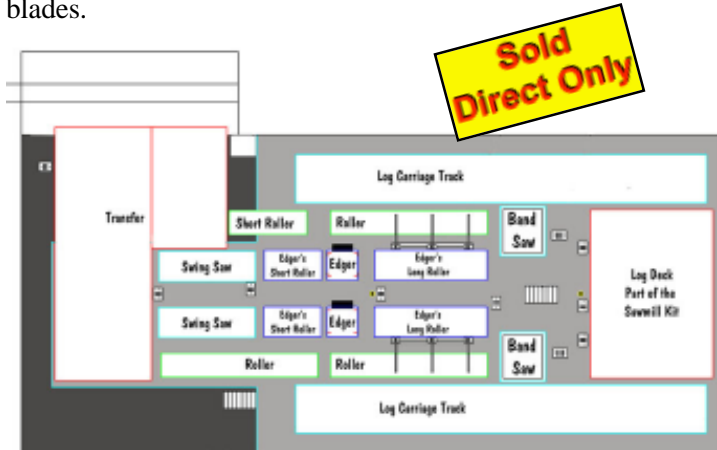 blades.
Sold
Direct Only
Log Carriage Track
Transfer
Short Roller
Roller
Band
Saw
Swing Saw
Edger's
Short Roller
Edger
Edger's
Long Roller
Log Deck
Part of the
Sawmill Kit
Swing Saw
Edger's
Short Roller
Edger
Edger's
Long Roller
Roller
Roller
Band
Saw
Log Carriage Track